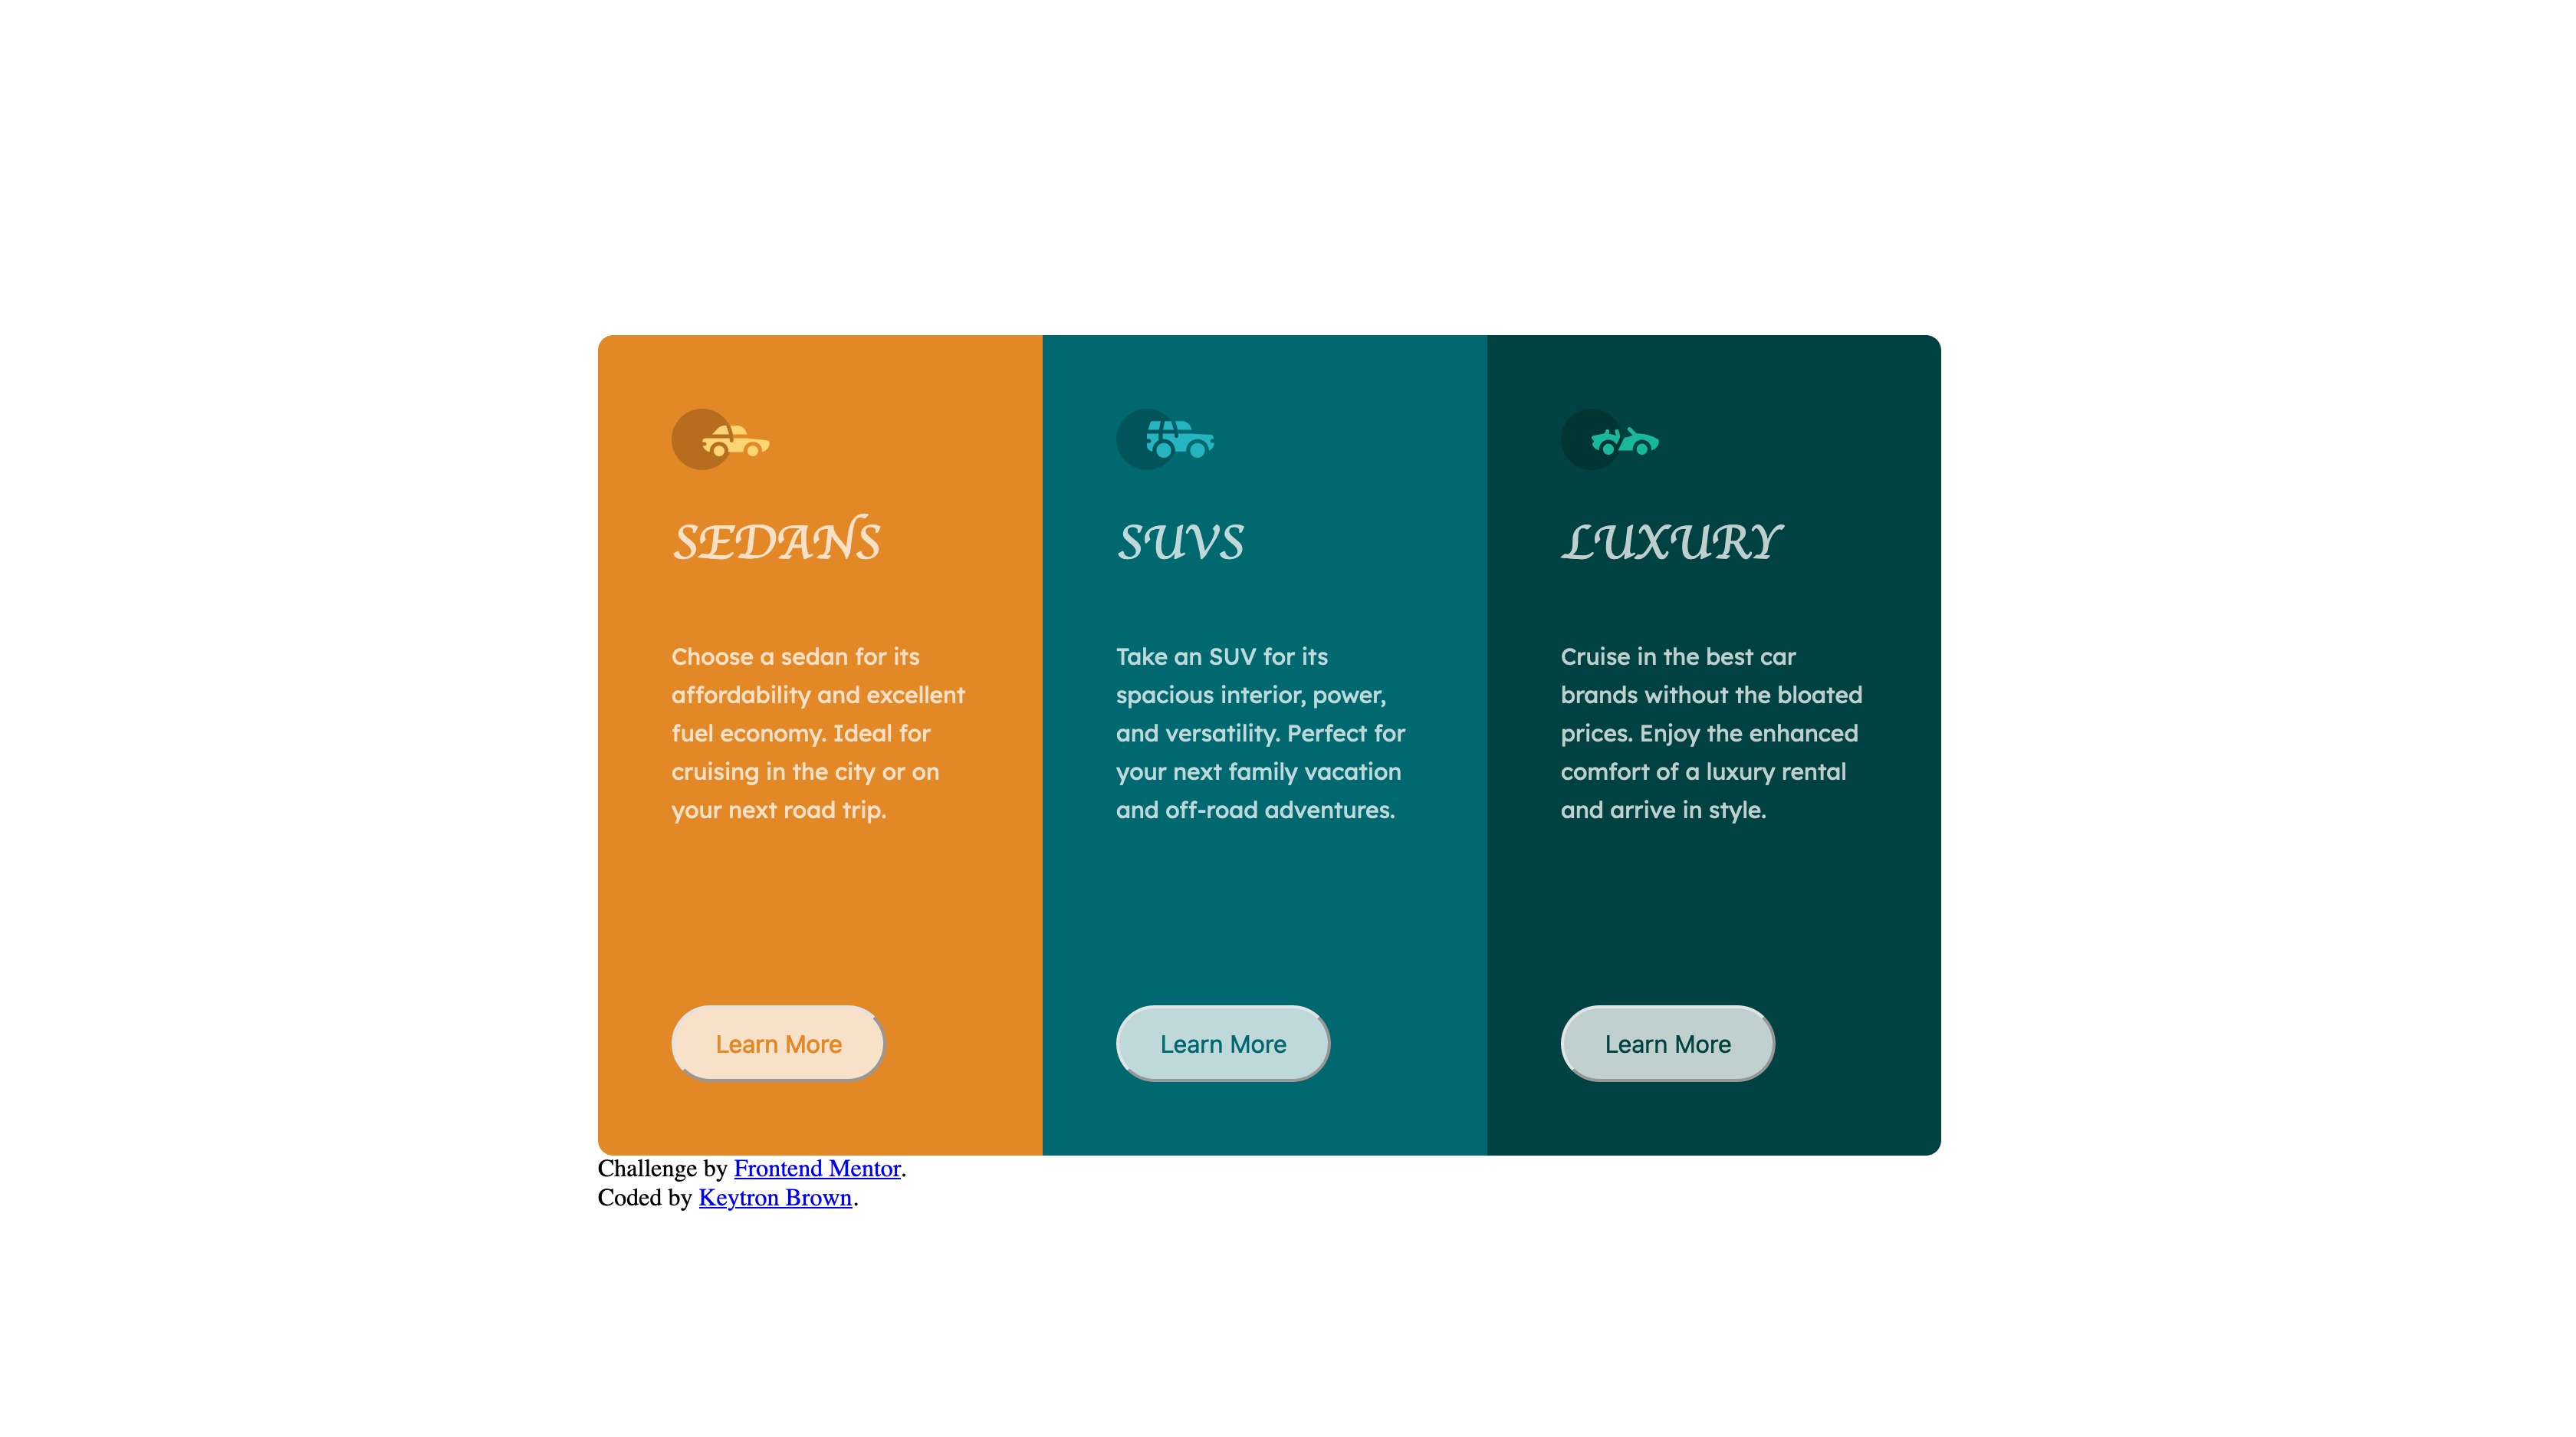 SEDANS
Choose a sedan for its
affordability and excellent
fuel economy. Ideal for
cruising in the city or on
your next road trip.
Learn More
SUVS
Take an SUV for its
spacious interior, power,
and versatility. Perfect for
your next family vacation
and off-road adventures.
Learn More
LUXURY
Cruise in the best car
brands without the bloated
prices. Enjoy the enhanced
comfort of a luxury rental
and arrive in style.
Learn More
Challenge by Frontend Mentor.
Coded by Keytron Brown.